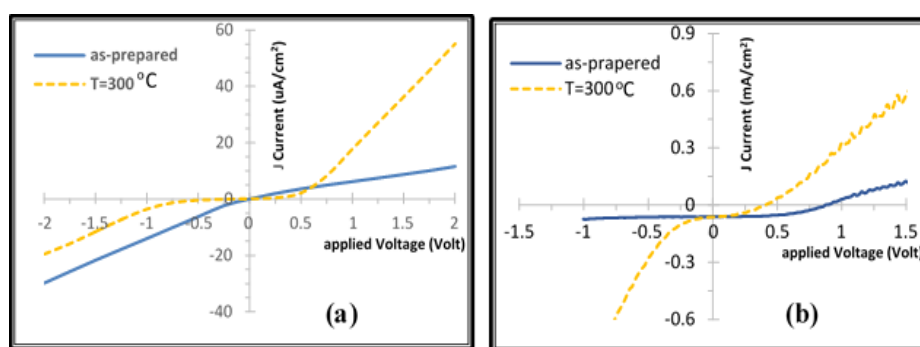 as-prepared
T=300 °C
J Current (uA/cm²)
60
40
20
0
-20
-40
-2
-1.5
-1
-0.5
0
0.5
1
1.5
2
applied Voltage (Volt)
(a)
as-prapered
T=300°C
J Current (mA/cm²)
0.9
0.6
0.3
0
-0.3
-0.6
-1.5
-1
-0.5
0
0.5
1.0
1.5
applied Voltage (Volt)
(b)